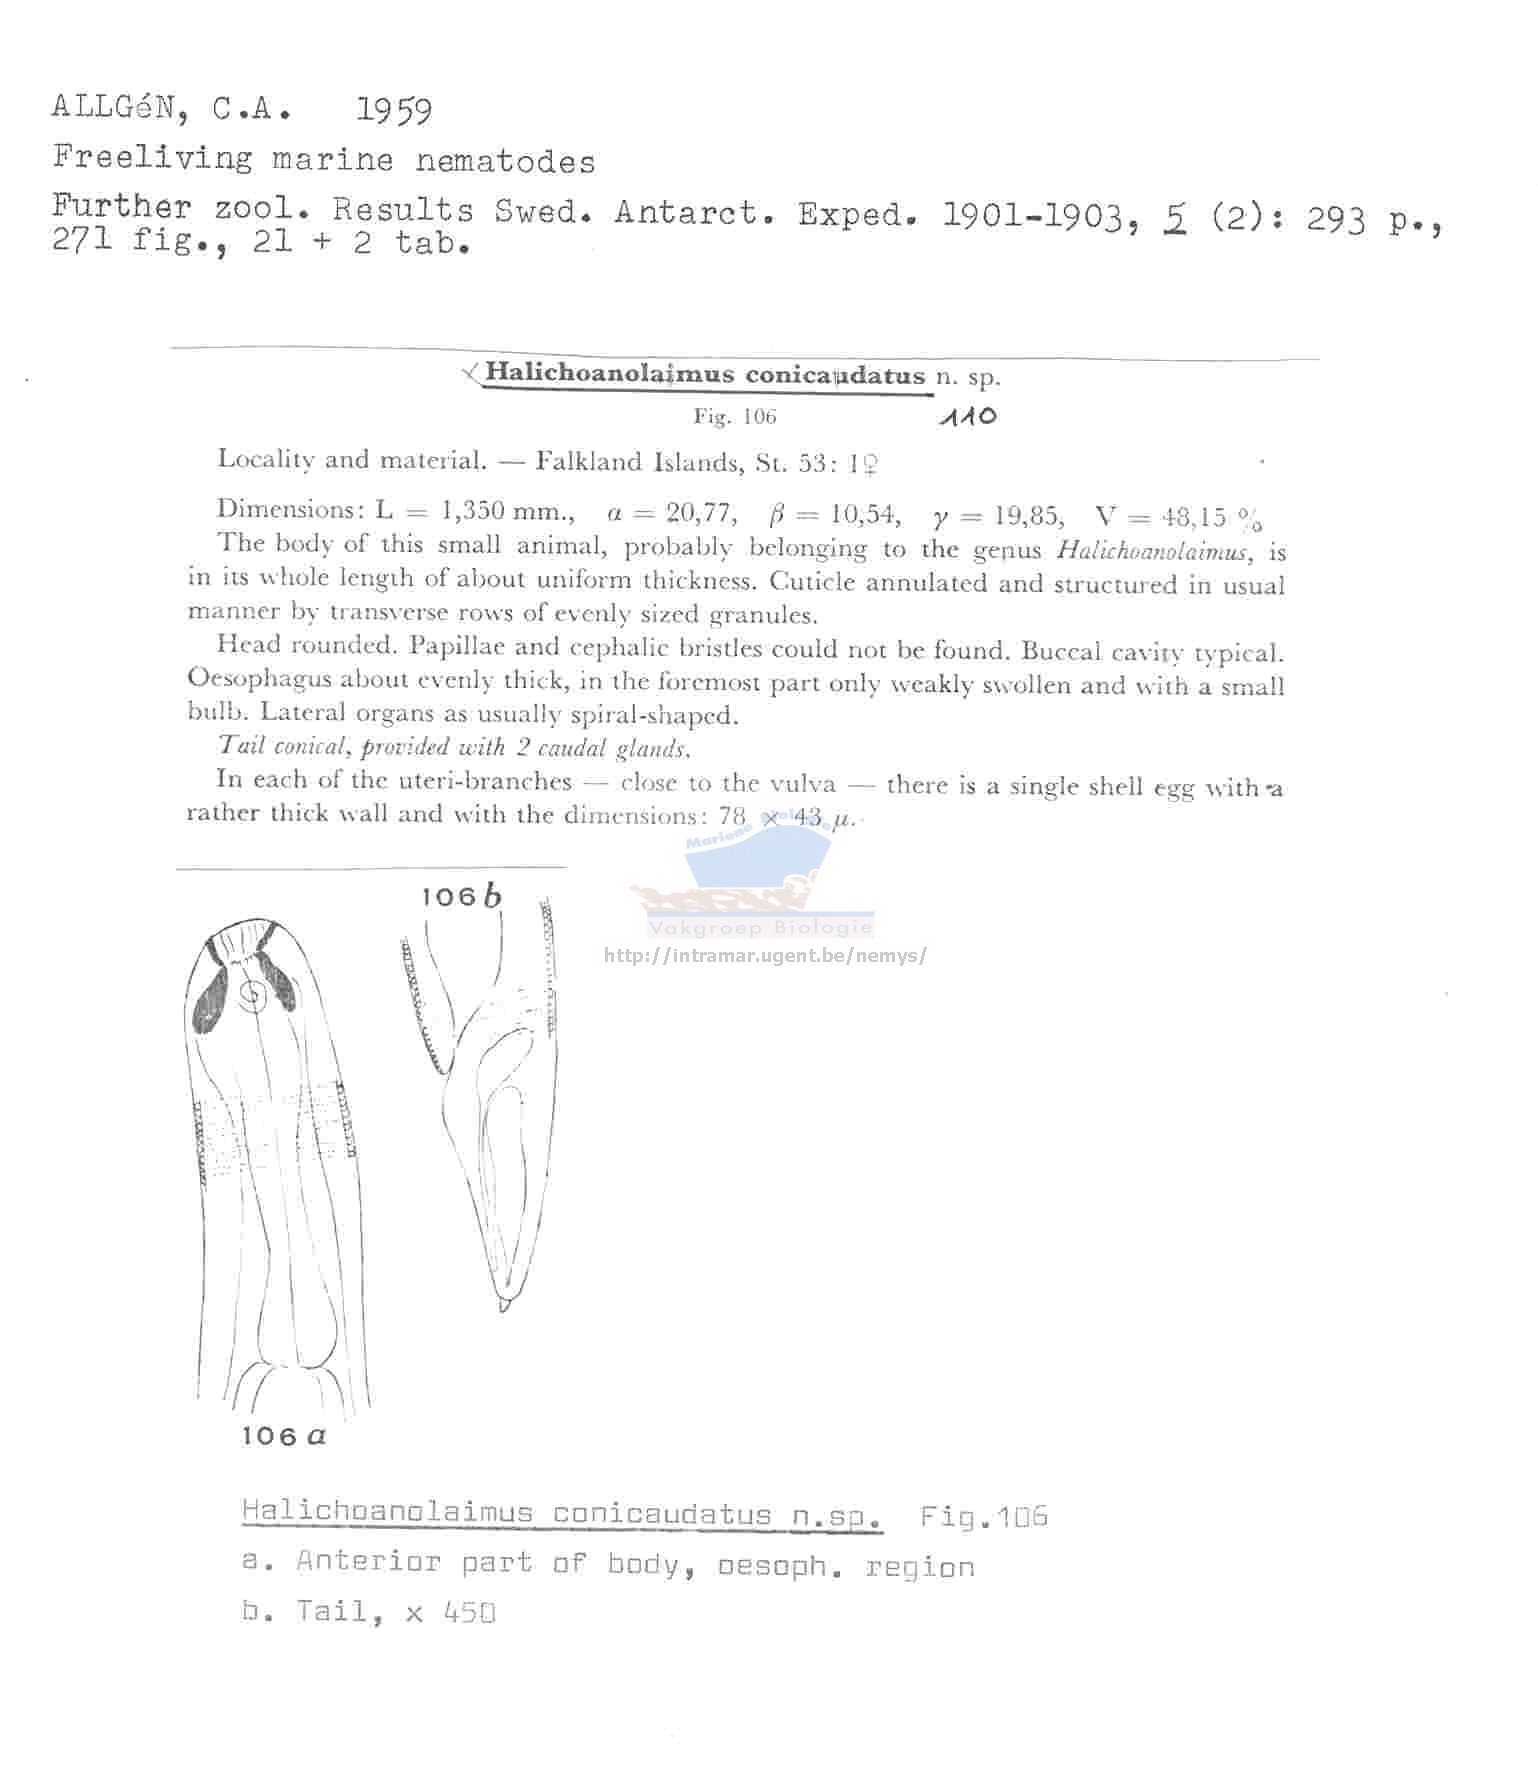 ALLGéN, C.A. 1959
Freeliving marine nematodes
Further zool. Results Swed. Antarct. Exped. 1901-1903, 5 (2): 293 p.,
271 fig., 21 + 2 tab.
Halichoanolaimus conicaudatus n. sp.
Fig. 106 110
Locality and material. — Falkland Islands, St. 53: 1♀
Dimensions: L = 1,350 mm., α = 20,77, β = 10,54, γ = 19,85, V = 48,15 %
The body of this small animal, probably belonging to the genus Halichoanolaimus, is
in its whole length of about uniform thickness. Cuticle annulated and structured in usual
manner by transverse rows of evenly sized granules.
Head rounded. Papillae and cephalic bristles could not be found. Buccal cavity typical.
Oesophagus about evenly thick, in the foremost part only weakly swollen and with a small
bulb. Lateral organs as usually spiral-shaped.
Tail conical, provided with 2 caudal glands.
In each of the uteri-branches — close to the vulva — there is a single shell egg with a
rather thick wall and with the dimensions: 78 × 43 μ.
Mariene Biologie
Vakgroep Biologie
http://intramar.ugent.be/nemys/
106 b
106 a
Halichoanolaimus conicaudatus n.sp. Fig.106
a. Anterior part of body, oesoph. region
b. Tail, x 450